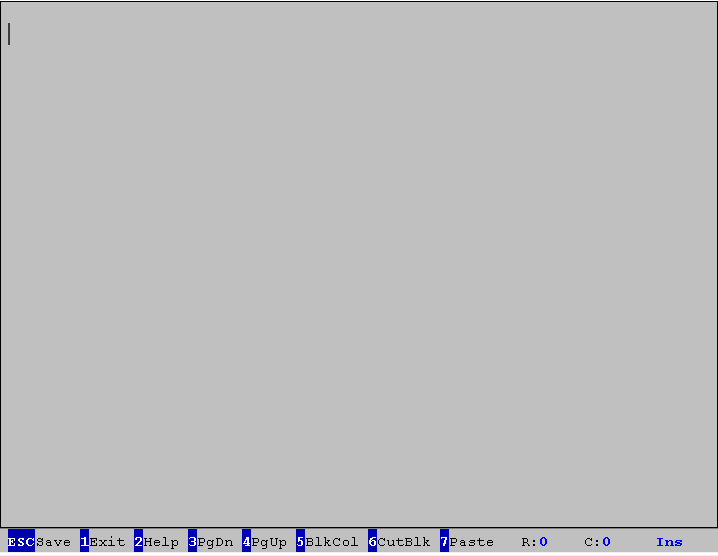 ESCSave 1Exit 2Help 3PgDn 4PgUp 5BlkCol 6CutBlk 7Paste R:0 C:0 Ins